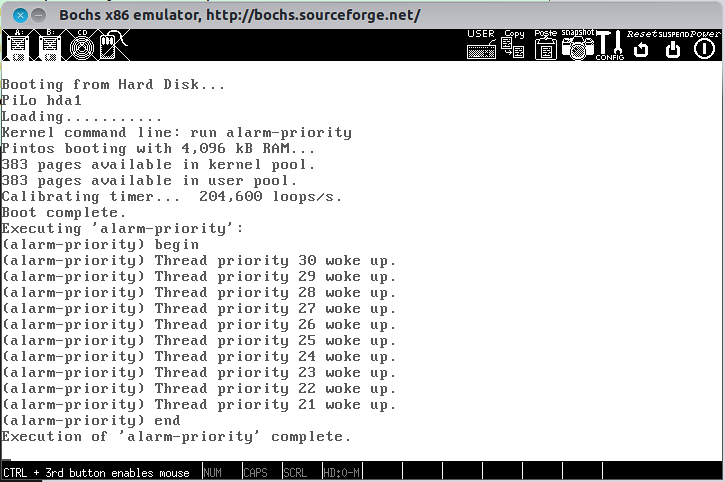 Bochs x86 emulator, http://bochs.sourceforge.net/
A: B: CD USER Copy Paste Snapshot CONFIG Reset SUSPEND Power
Booting from Hard Disk...
PiLo hda1
Loading...........
Kernel command line: run alarm-priority
Pintos booting with 4,096 kB RAM...
383 pages available in kernel pool.
383 pages available in user pool.
Calibrating timer...  204,600 loops/s.
Boot complete.
Executing 'alarm-priority':
(alarm-priority) begin
(alarm-priority) Thread priority 30 woke up.
(alarm-priority) Thread priority 29 woke up.
(alarm-priority) Thread priority 28 woke up.
(alarm-priority) Thread priority 27 woke up.
(alarm-priority) Thread priority 26 woke up.
(alarm-priority) Thread priority 25 woke up.
(alarm-priority) Thread priority 24 woke up.
(alarm-priority) Thread priority 23 woke up.
(alarm-priority) Thread priority 22 woke up.
(alarm-priority) Thread priority 21 woke up.
(alarm-priority) end
Execution of 'alarm-priority' complete.
CTRL + 3rd button enables mouse NUM CAPS SCRL HD:0-M